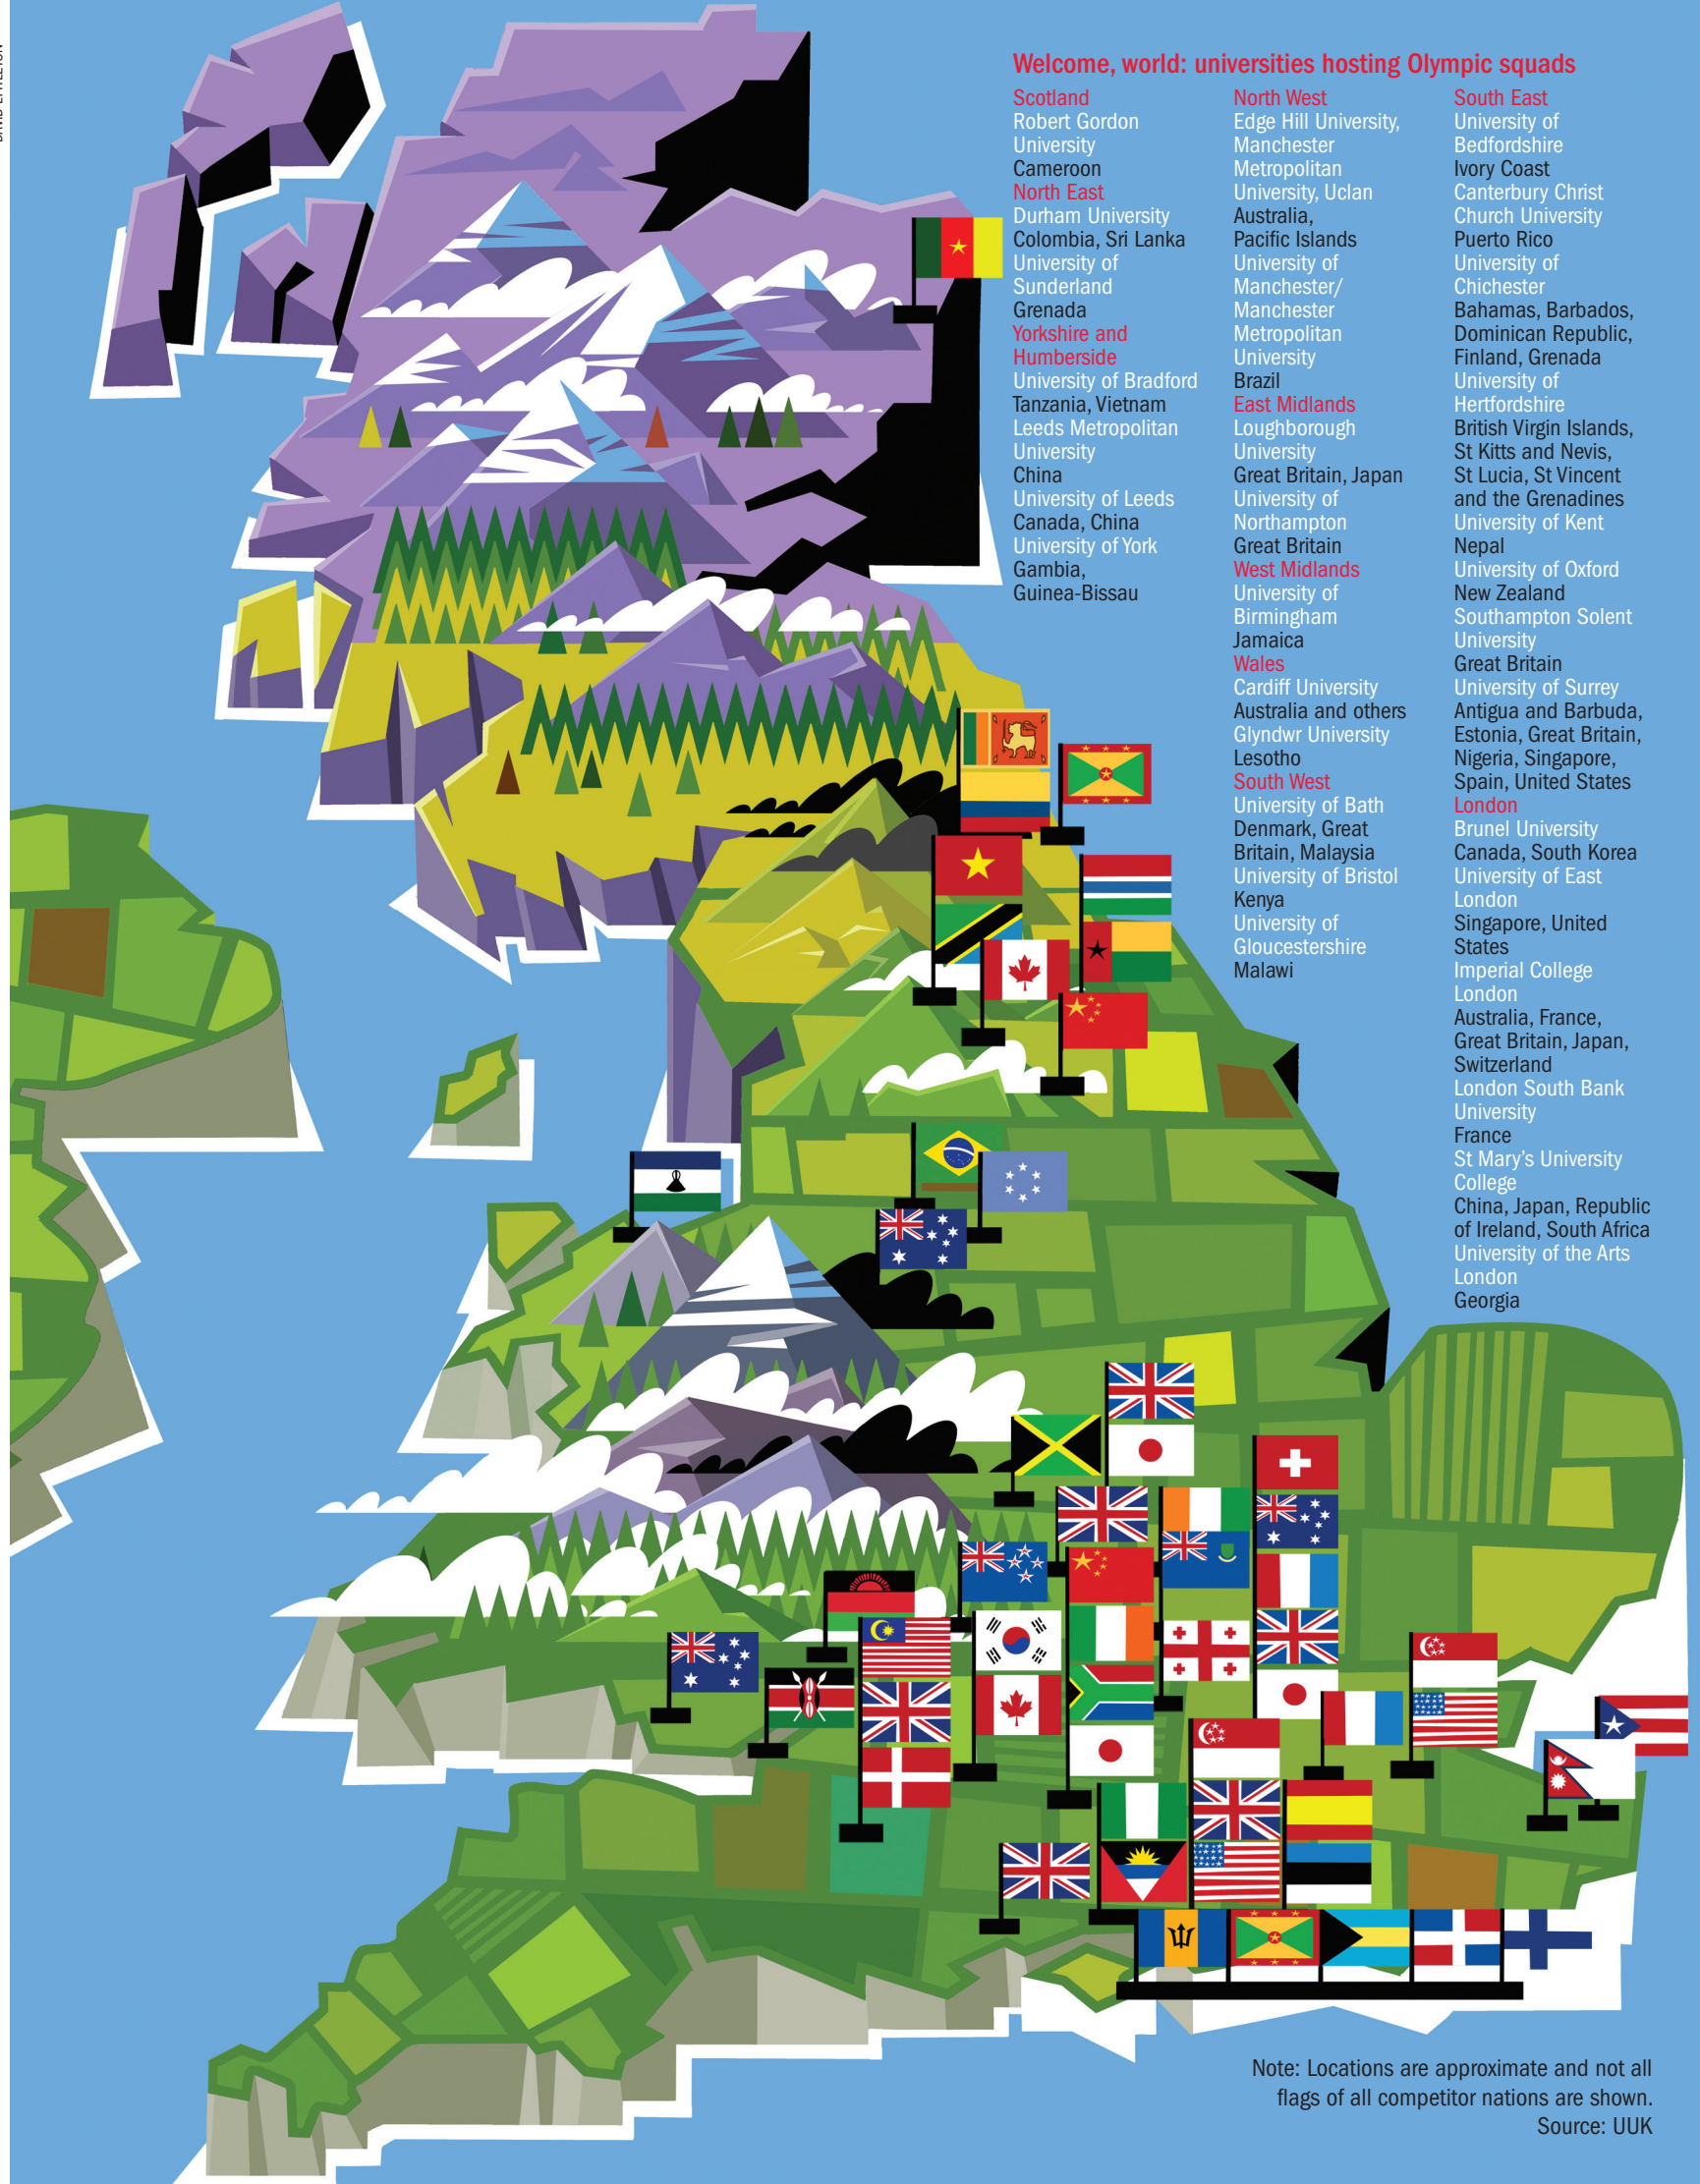 Welcome, world: universities hosting Olympic squads
Scotland
Robert Gordon
University
Cameroon
North East
Durham University
Colombia, Sri Lanka
University of
Sunderland
Grenada
Yorkshire and
Humberside
University of Bradford
Tanzania, Vietnam
Leeds Metropolitan
University
China
University of Leeds
Canada, China
University of York
Gambia,
Guinea-Bissau
North West
Edge Hill University,
Manchester
Metropolitan
University, Uclan
Australia,
Pacific Islands
University of
Manchester/
Manchester
Metropolitan
University
Brazil
East Midlands
Loughborough
University
Great Britain, Japan
University of
Northampton
Great Britain
West Midlands
University of
Birmingham
Jamaica
Wales
Cardiff University
Australia and others
Glyndwr University
Lesotho
South West
University of Bath
Denmark, Great
Britain, Malaysia
University of Bristol
Kenya
University of
Gloucestershire
Malawi
South East
University of
Bedfordshire
Ivory Coast
Canterbury Christ
Church University
Puerto Rico
University of
Chichester
Bahamas, Barbados,
Dominican Republic,
Finland, Grenada
University of
Hertfordshire
British Virgin Islands,
St Kitts and Nevis,
St Lucia, St Vincent
and the Grenadines
University of Kent
Nepal
University of Oxford
New Zealand
Southampton Solent
University
Great Britain
University of Surrey
Antigua and Barbuda,
Estonia, Great Britain,
Nigeria, Singapore,
Spain, United States
London
Brunel University
Canada, South Korea
University of East
London
Singapore, United
States
Imperial College
London
Australia, France,
Great Britain, Japan,
Switzerland
London South Bank
University
France
St Mary's University
College
China, Japan, Republic
of Ireland, South Africa
University of the Arts
London
Georgia
Note: Locations are approximate and not all
flags of all competitor nations are shown.
Source: UUK